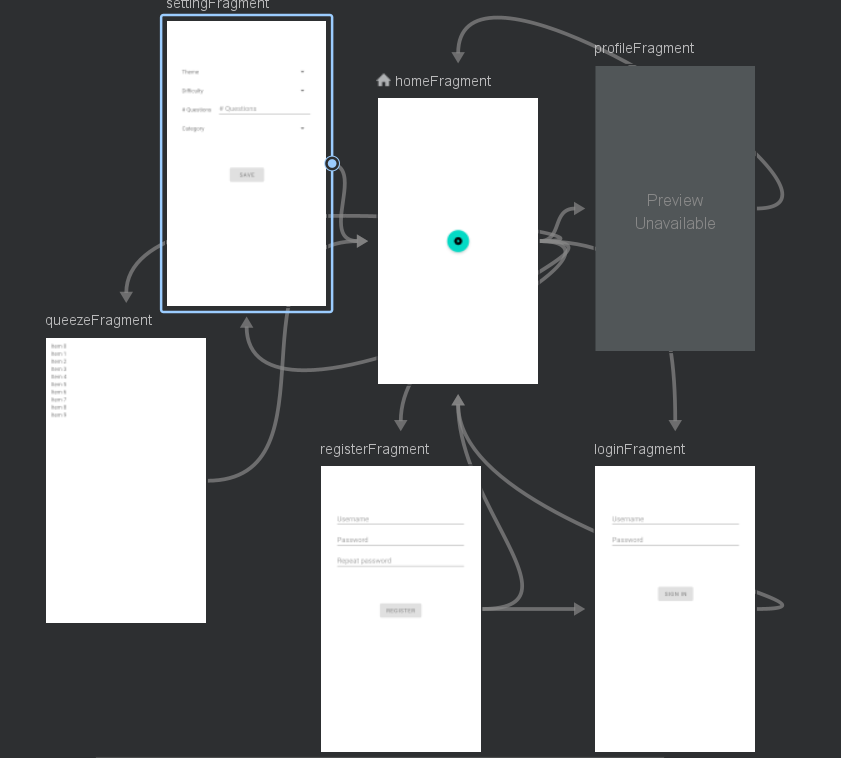 settingFragment
Theme
Difficulty
# Questions # Questions
Category
SAVE
homeFragment
profileFragment
Preview
Unavailable
queezeFragment
Item 0
Item 1
Item 2
Item 3
Item 4
Item 5
Item 6
Item 7
Item 8
Item 9
registerFragment
Username
Password
Repeat password
REGISTER
loginFragment
Username
Password
SIGN IN